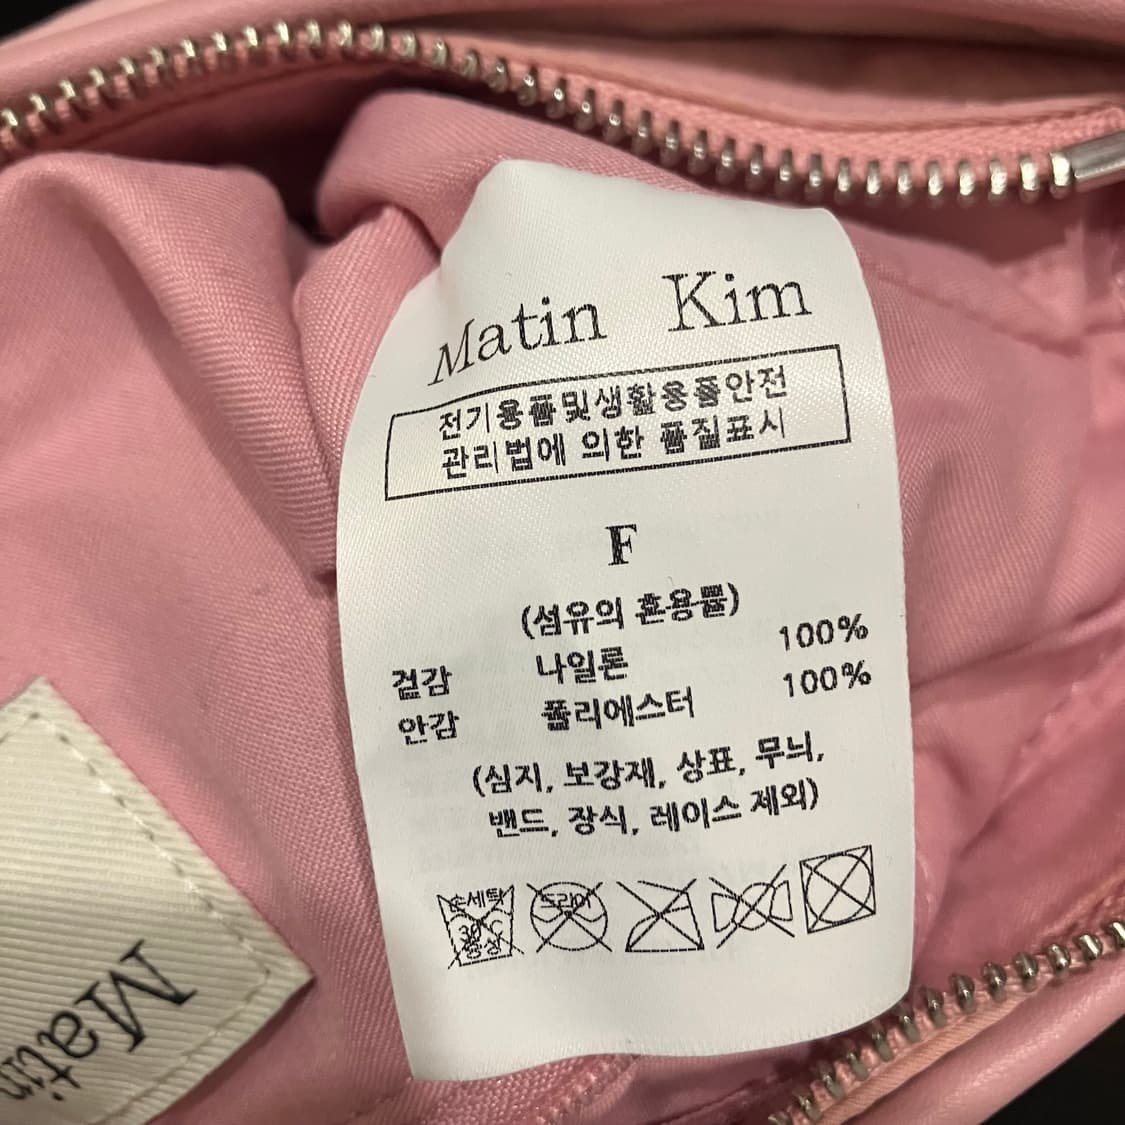 Matin Kim
전기용품및생활용품안전
관리법에 의한 품질표시
F
(섬유의 혼용률)
겉감 나일론 100%
안감 폴리에스터 100%
(심지, 보강재, 상표, 무늬,
밴드, 장식, 레이스 제외)
손세탁 드라이
30℃
중성
Matin